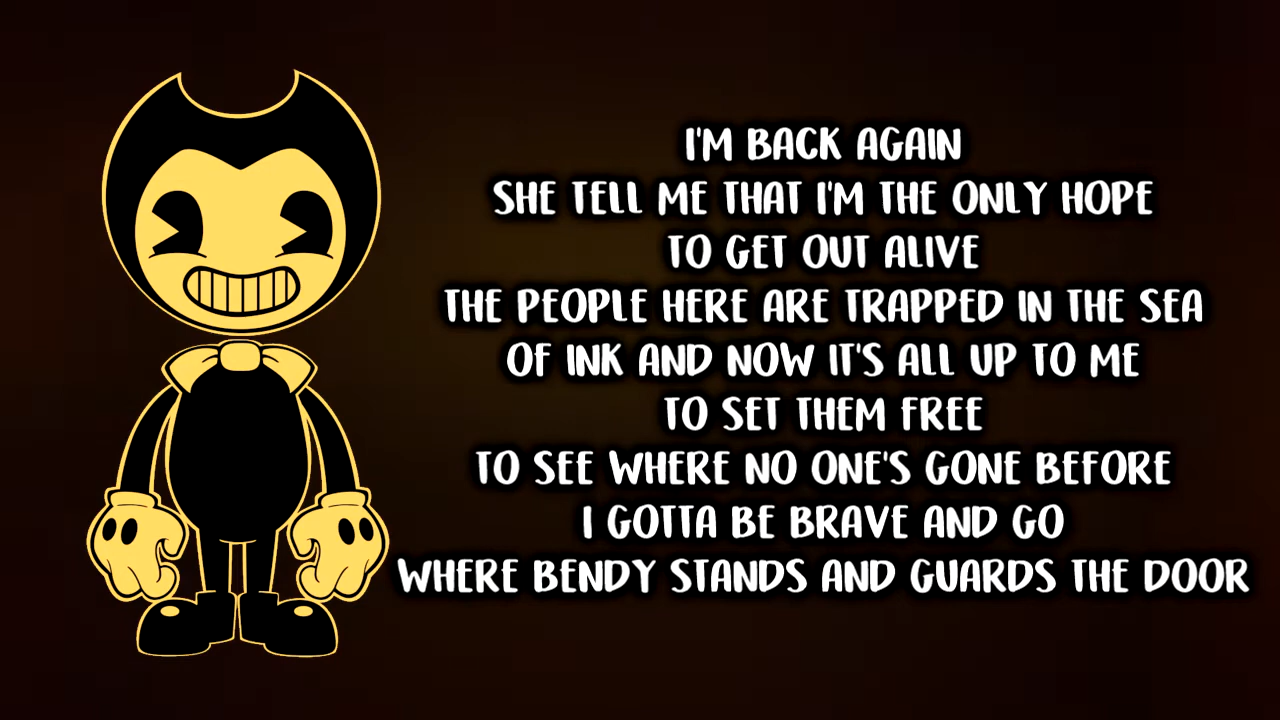 I'M BACK AGAIN
SHE TELL ME THAT I'M THE ONLY HOPE
TO GET OUT ALIVE
THE PEOPLE HERE ARE TRAPPED IN THE SEA
OF INK AND NOW IT'S ALL UP TO ME
TO SET THEM FREE
TO SEE WHERE NO ONE'S GONE BEFORE
I GOTTA BE BRAVE AND GO
WHERE BENDY STANDS AND GUARDS THE DOOR